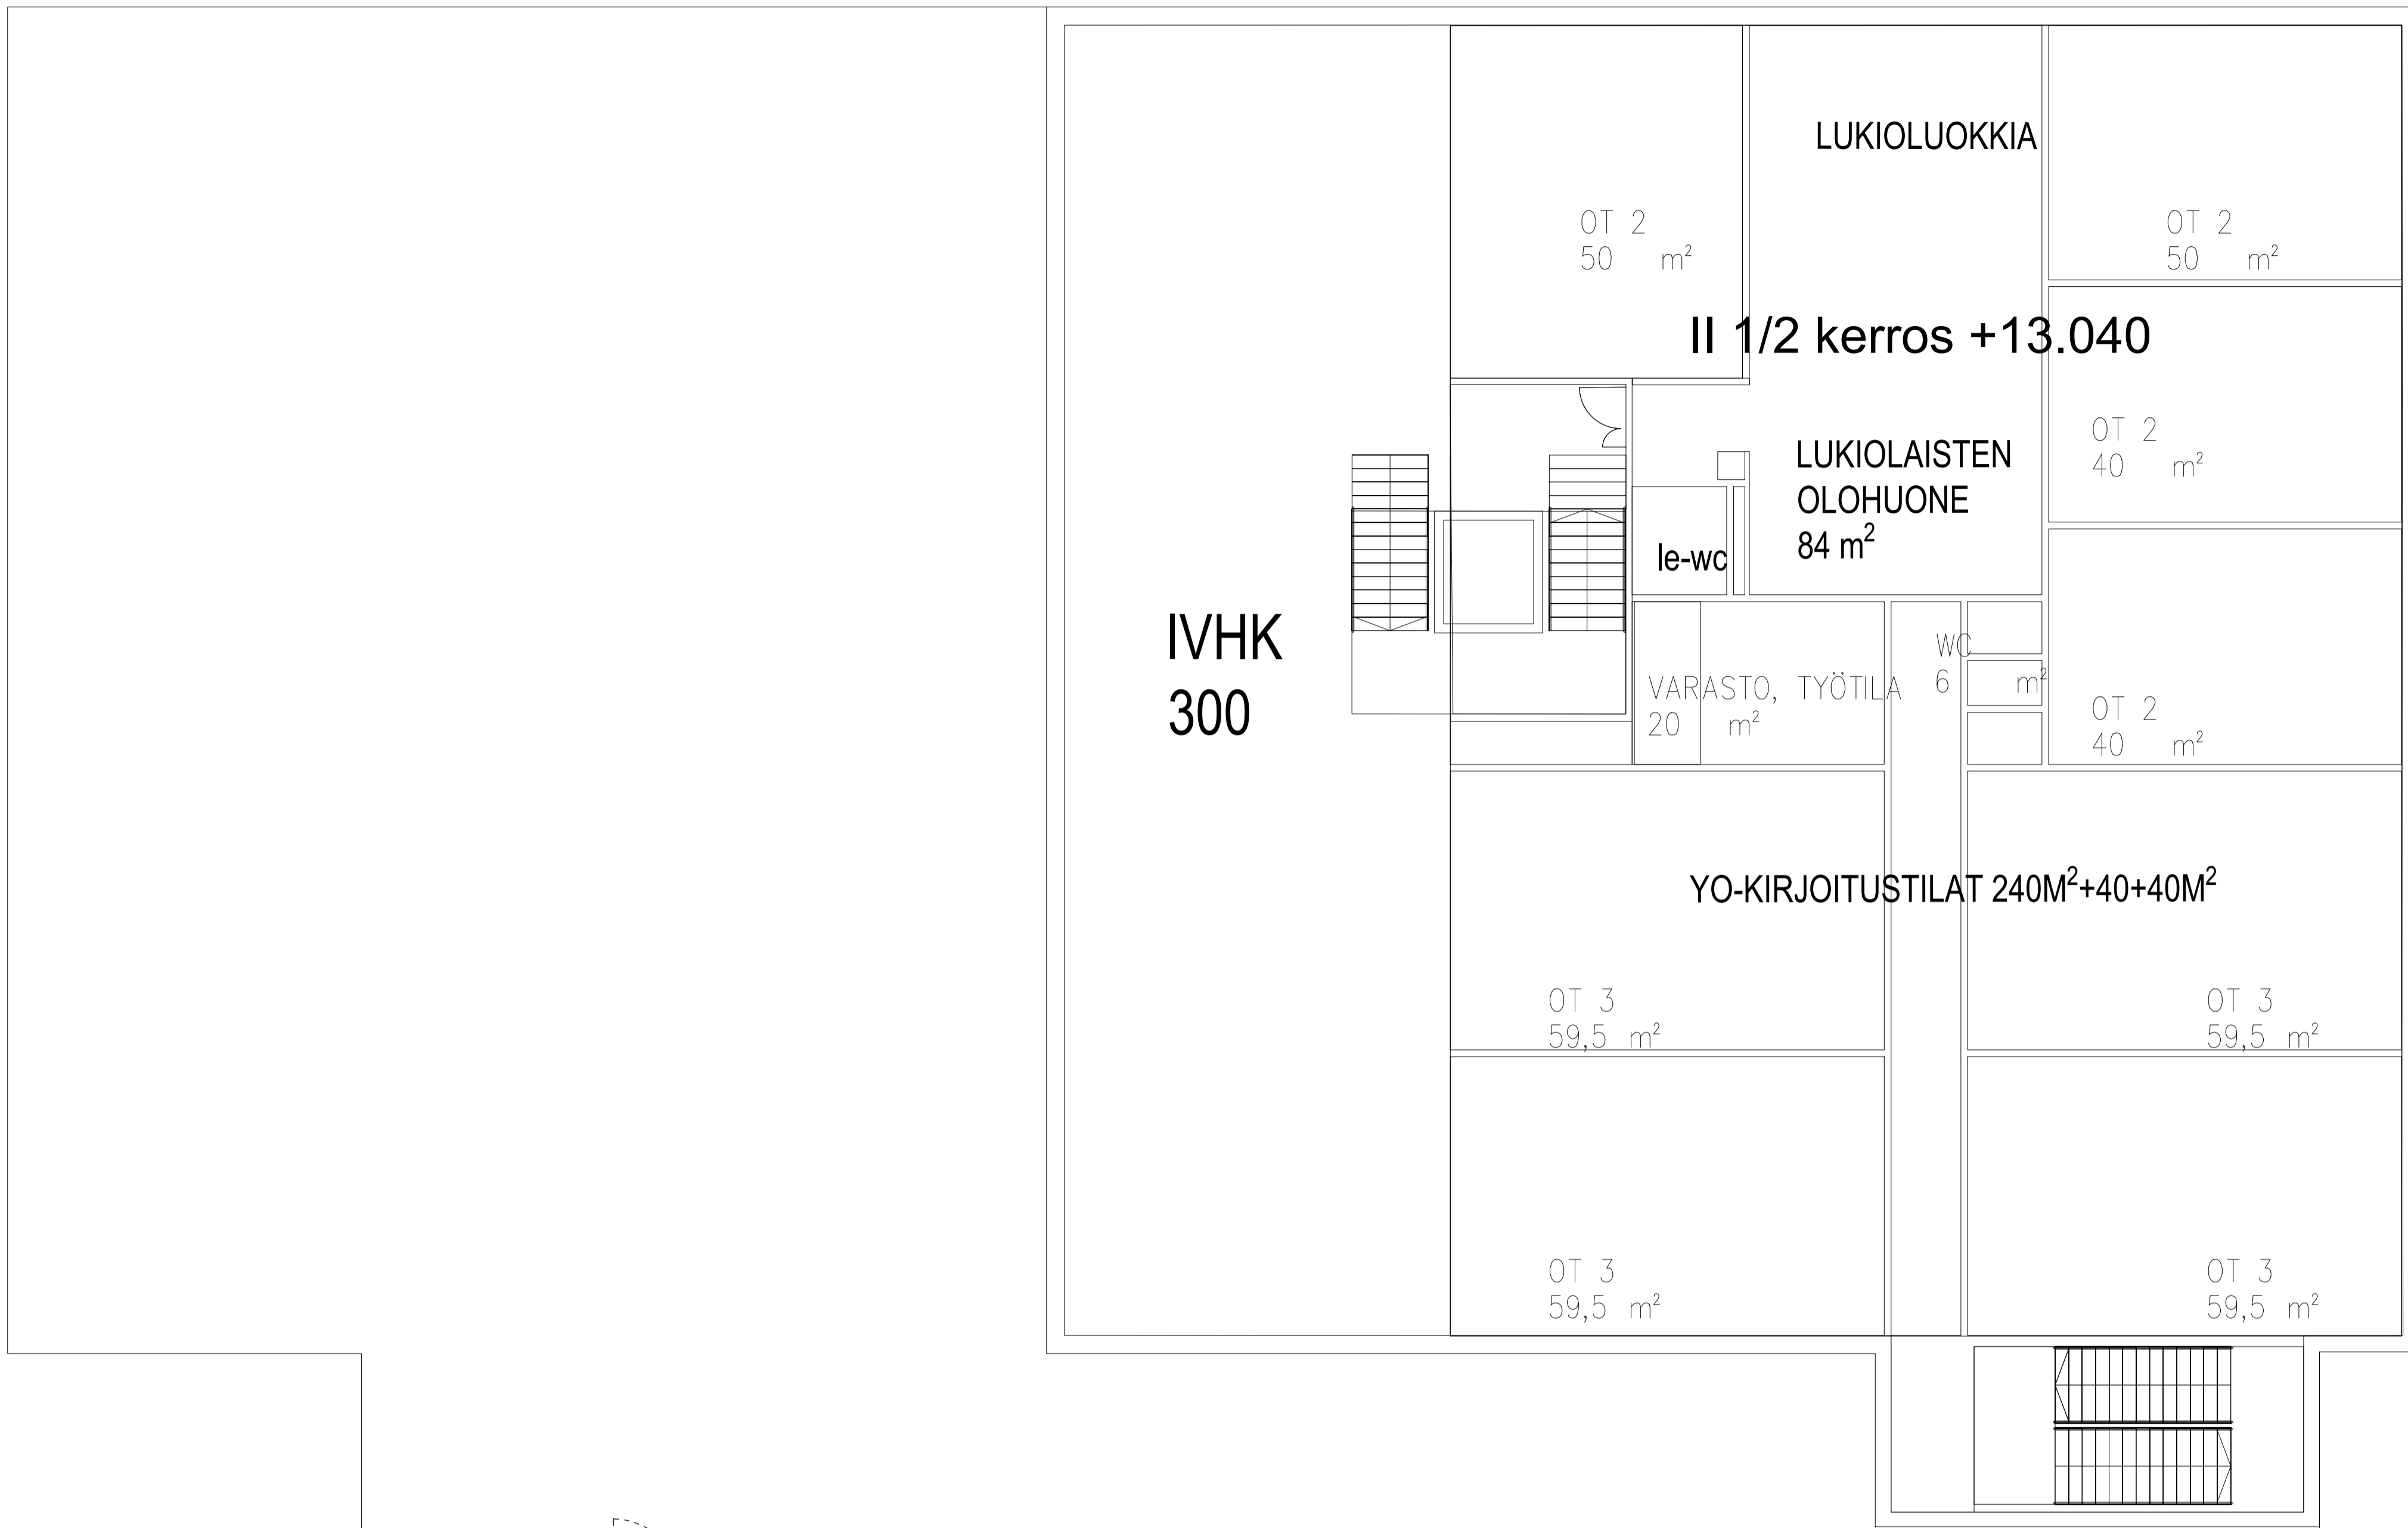 LUKIOLUOKKIA
OT 2
50 m²
OT 2
50 m²
II 1/2 kerros +13.040
OT 2
40 m²
LUKIOLAISTEN
OLOHUONE
84 m²
le-wc
IVHK
300
WC
6 m²
VARASTO, TYÖTILA
20 m²
OT 2
40 m²
YO-KIRJOITUSTILAT 240M²+40+40M²
OT 3
59,5 m²
OT 3
59,5 m²
OT 3
59,5 m²
OT 3
59,5 m²